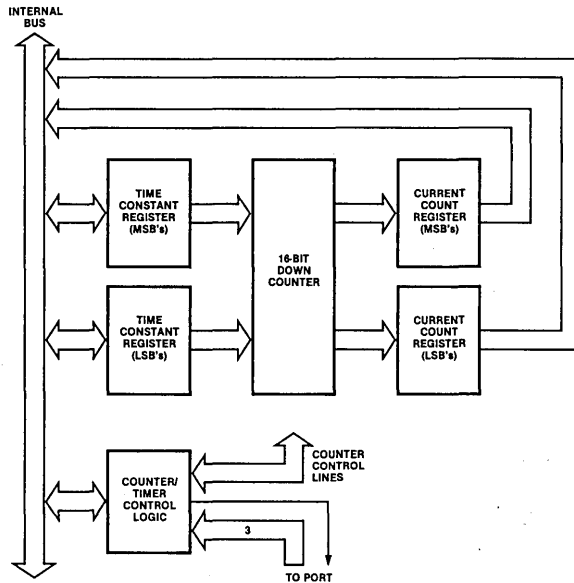 INTERNAL
BUS
TIME
CONSTANT
REGISTER
(MSB's)
16-BIT
DOWN
COUNTER
CURRENT
COUNT
REGISTER
(MSB's)
TIME
CONSTANT
REGISTER
(LSB's)
CURRENT
COUNT
REGISTER
(LSB's)
COUNTER/
TIMER
CONTROL
LOGIC
COUNTER
CONTROL
LINES
3
TO PORT